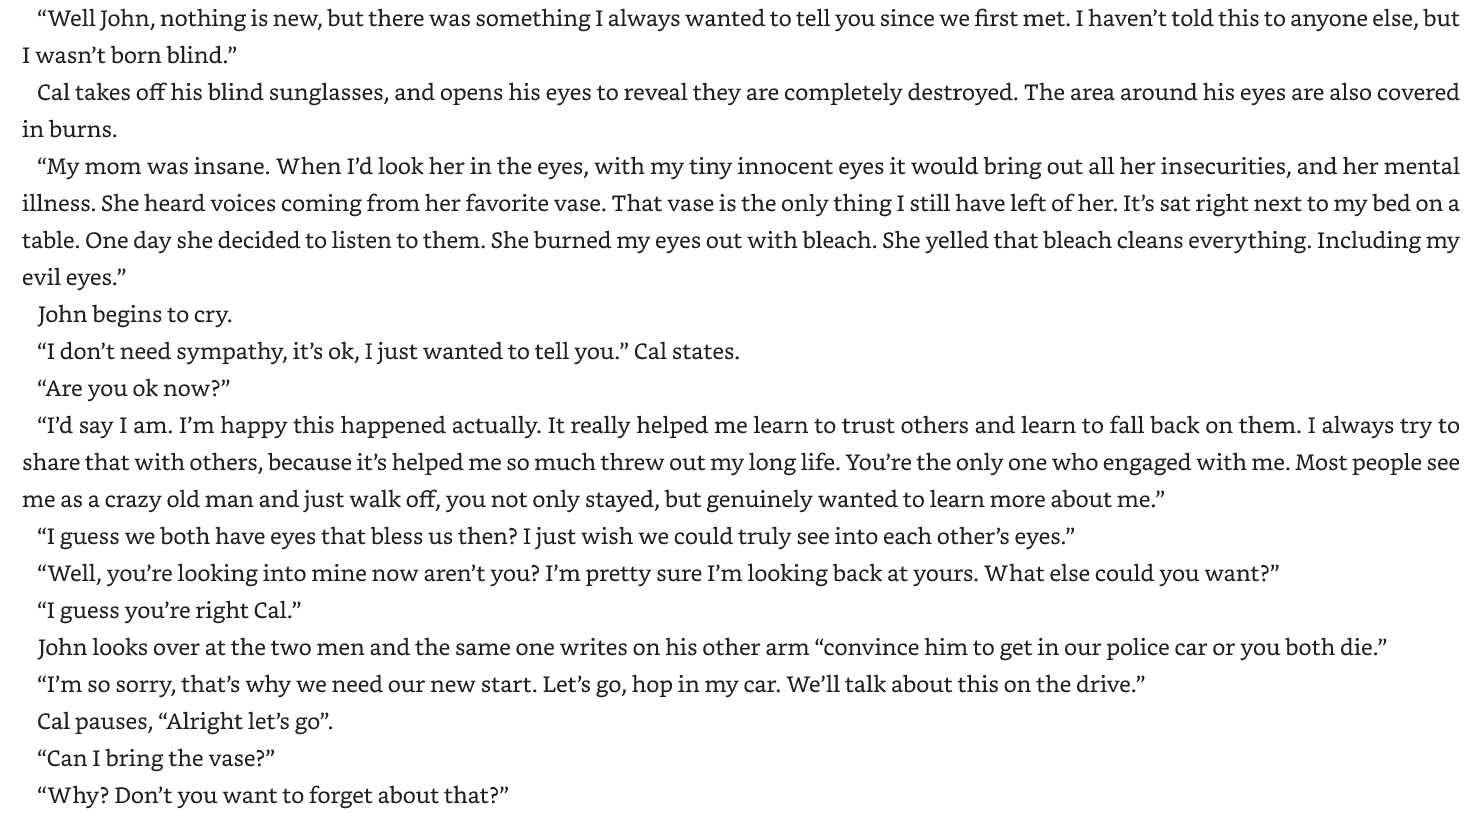 “Well John, nothing is new, but there was something I always wanted to tell you since we first met. I haven’t told this to anyone else, but
I wasn’t born blind.”
Cal takes off his blind sunglasses, and opens his eyes to reveal they are completely destroyed. The area around his eyes are also covered
in burns.
“My mom was insane. When I’d look her in the eyes, with my tiny innocent eyes it would bring out all her insecurities, and her mental
illness. She heard voices coming from her favorite vase. That vase is the only thing I still have left of her. It’s sat right next to my bed on a
table. One day she decided to listen to them. She burned my eyes out with bleach. She yelled that bleach cleans everything. Including my
evil eyes.”
John begins to cry.
“I don’t need sympathy, it’s ok, I just wanted to tell you.” Cal states.
“Are you ok now?”
“I’d say I am. I’m happy this happened actually. It really helped me learn to trust others and learn to fall back on them. I always try to
share that with others, because it’s helped me so much threw out my long life. You’re the only one who engaged with me. Most people see
me as a crazy old man and just walk off, you not only stayed, but genuinely wanted to learn more about me.”
“I guess we both have eyes that bless us then? I just wish we could truly see into each other’s eyes.”
“Well, you’re looking into mine now aren’t you? I’m pretty sure I’m looking back at yours. What else could you want?”
“I guess you’re right Cal.”
John looks over at the two men and the same one writes on his other arm “convince him to get in our police car or you both die.”
“I’m so sorry, that’s why we need our new start. Let’s go, hop in my car. We’ll talk about this on the drive.”
Cal pauses, “Alright let’s go”.
“Can I bring the vase?”
“Why? Don’t you want to forget about that?”